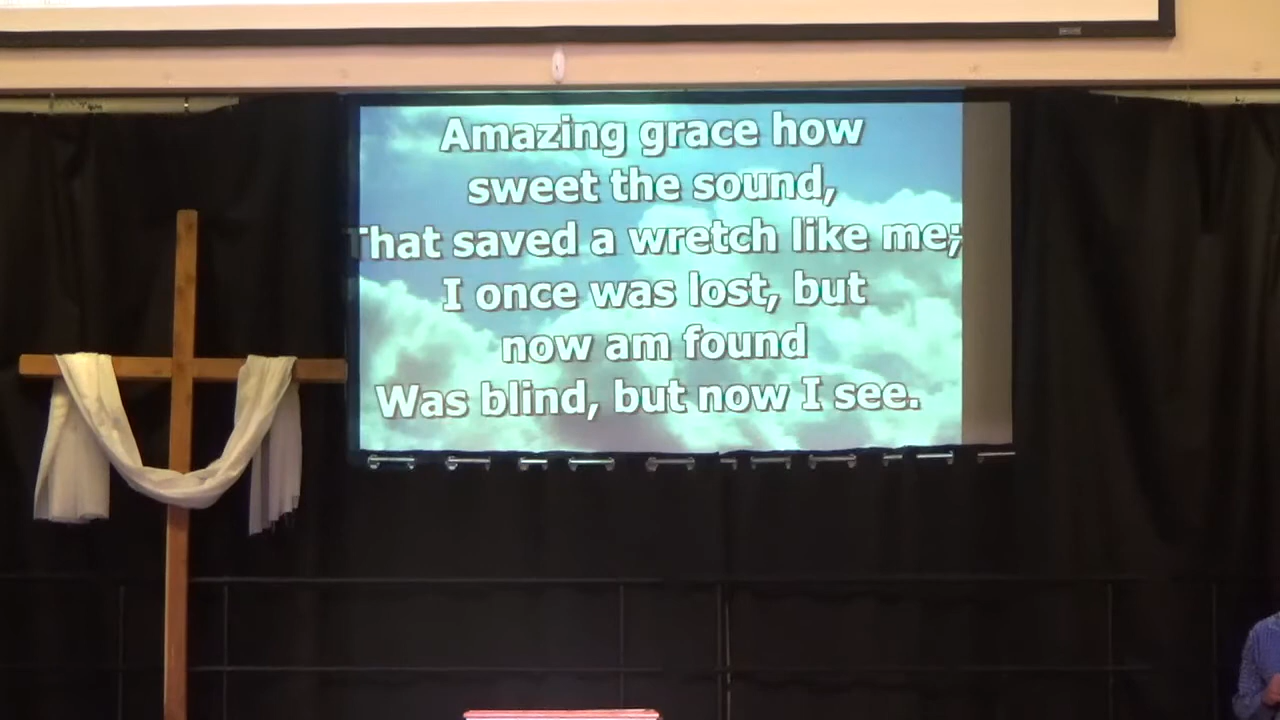 Amazing grace how
sweet the sound,
That saved a wretch like me;
I once was lost, but
now am found
Was blind, but now I see.